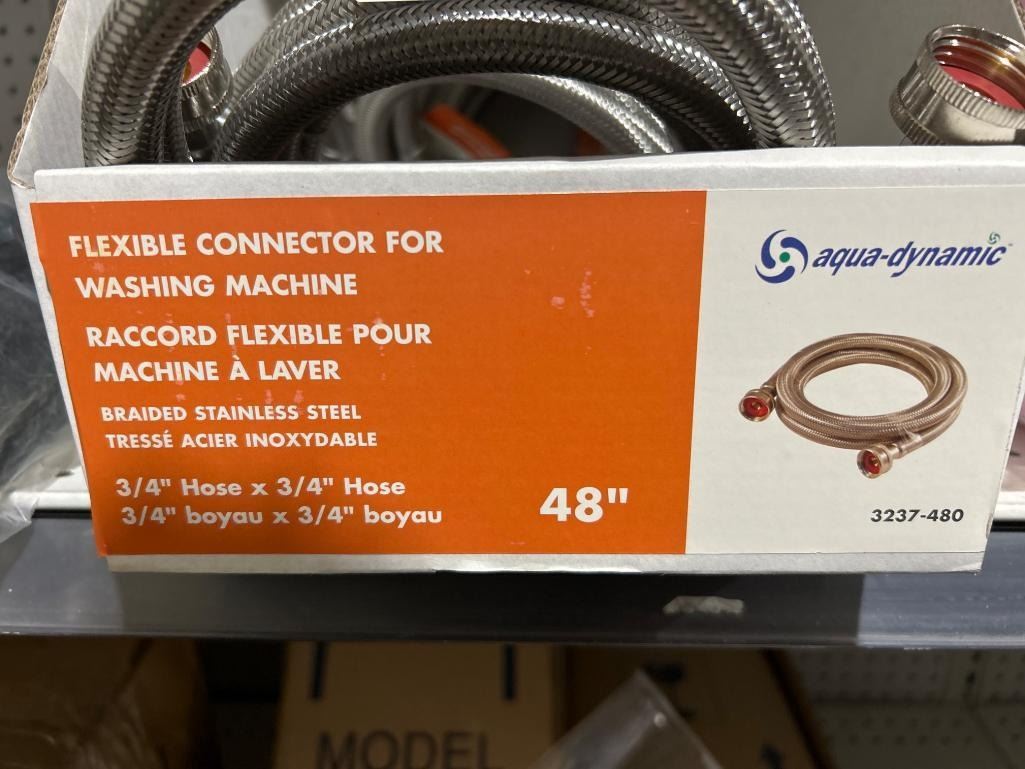 FLEXIBLE CONNECTOR FOR
WASHING MACHINE
RACCORD FLEXIBLE POUR
MACHINE À LAVER
BRAIDED STAINLESS STEEL
TRESSÉ ACIER INOXYDABLE
3/4" Hose x 3/4" Hose
3/4" boyau x 3/4" boyau
48"
aqua-dynamic™
3237-480
MODEL